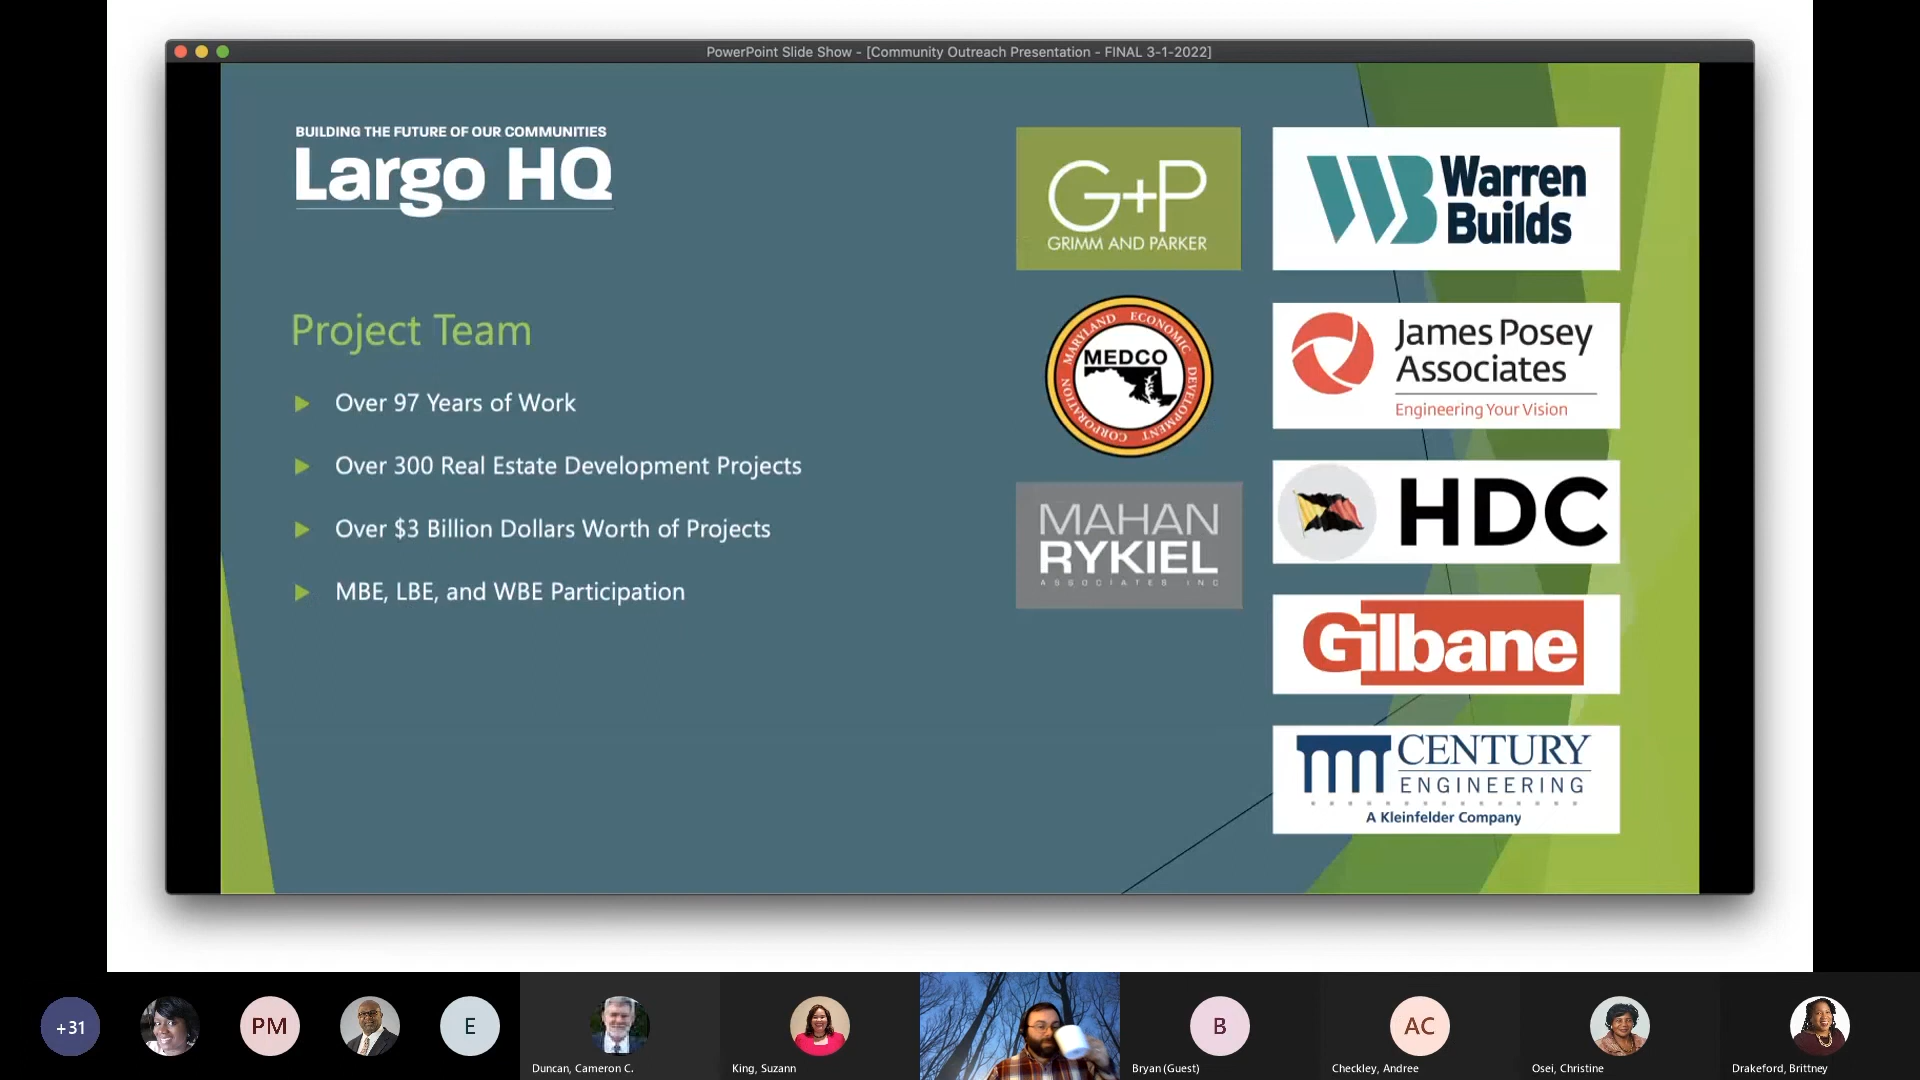 PowerPoint Slide Show - [Community Outreach Presentation - FINAL 3-1-2022]
BUILDING THE FUTURE OF OUR COMMUNITIES
Largo HQ
Project Team
Over 97 Years of Work
Over 300 Real Estate Development Projects
Over $3 Billion Dollars Worth of Projects
MBE, LBE, and WBE Participation
G+P
GRIMM AND PARKER
MARYLAND ECONOMIC DEVELOPMENT CORPORATION
MEDCO
MAHAN
RYKIEL
ASSOCIATES INC
WB
Warren
Builds
James Posey
Associates
Engineering Your Vision
HDC
Gilbane
CENTURY
ENGINEERING
A Kleinfelder Company
+31
PM
E
B
AC
Duncan, Cameron C.
King, Suzann
Bryan (Guest)
Checkley, Andree
Osei, Christine
Drakeford, Brittney